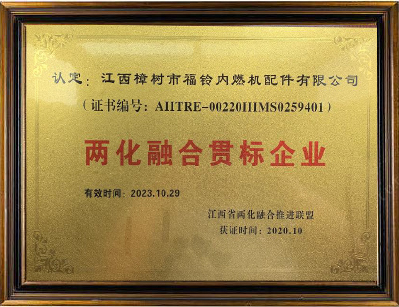 认定：江西樟树市福铃内燃机配件有限公司
（证书编号：AIITRE-00220IIIMS0259401）
两化融合贯标企业
有效时间：2023.10.29
江西省两化融合推进联盟
获证时间：2020.10